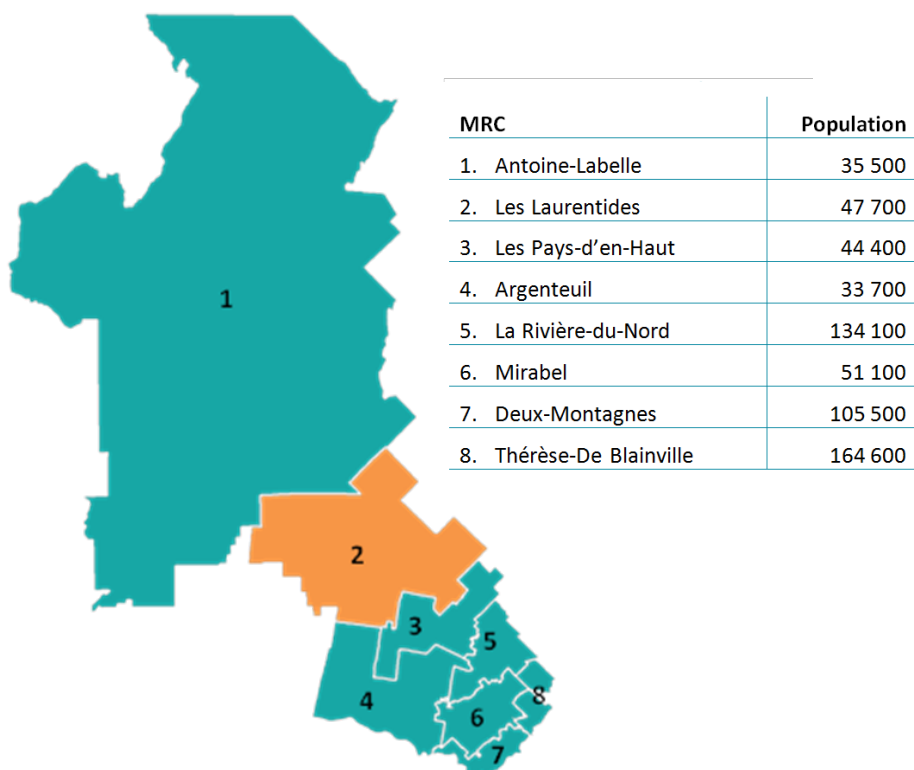 MRC Population
1. Antoine-Labelle 35 500
2. Les Laurentides 47 700
3. Les Pays-d'en-Haut 44 400
4. Argenteuil 33 700
5. La Rivière-du-Nord 134 100
6. Mirabel 51 100
7. Deux-Montagnes 105 500
8. Thérèse-De Blainville 164 600
1
2
3
5
4
8
6
7